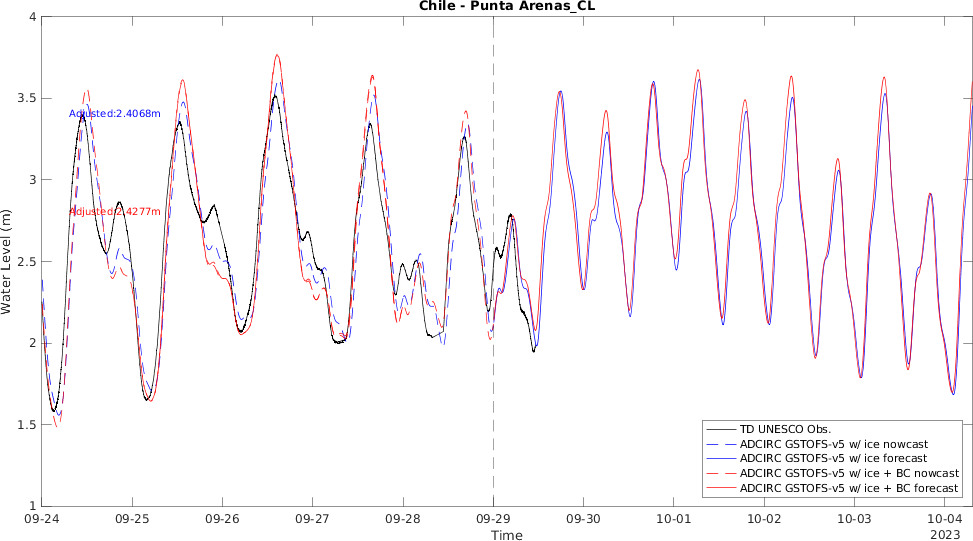 Chile - Punta Arenas_CL
4
3.5
3
2.5
2
1.5
1
Water Level (m)
Adjusted:2.4068m
Adjusted:2.4277m
TD UNESCO Obs.
ADCIRC GSTOFS-v5 w/ ice nowcast
ADCIRC GSTOFS-v5 w/ ice forecast
ADCIRC GSTOFS-v5 w/ ice + BC nowcast
ADCIRC GSTOFS-v5 w/ ice + BC forecast
09-24 09-25 09-26 09-27 09-28 09-29 09-30 10-01 10-02 10-03 10-04
2023
Time